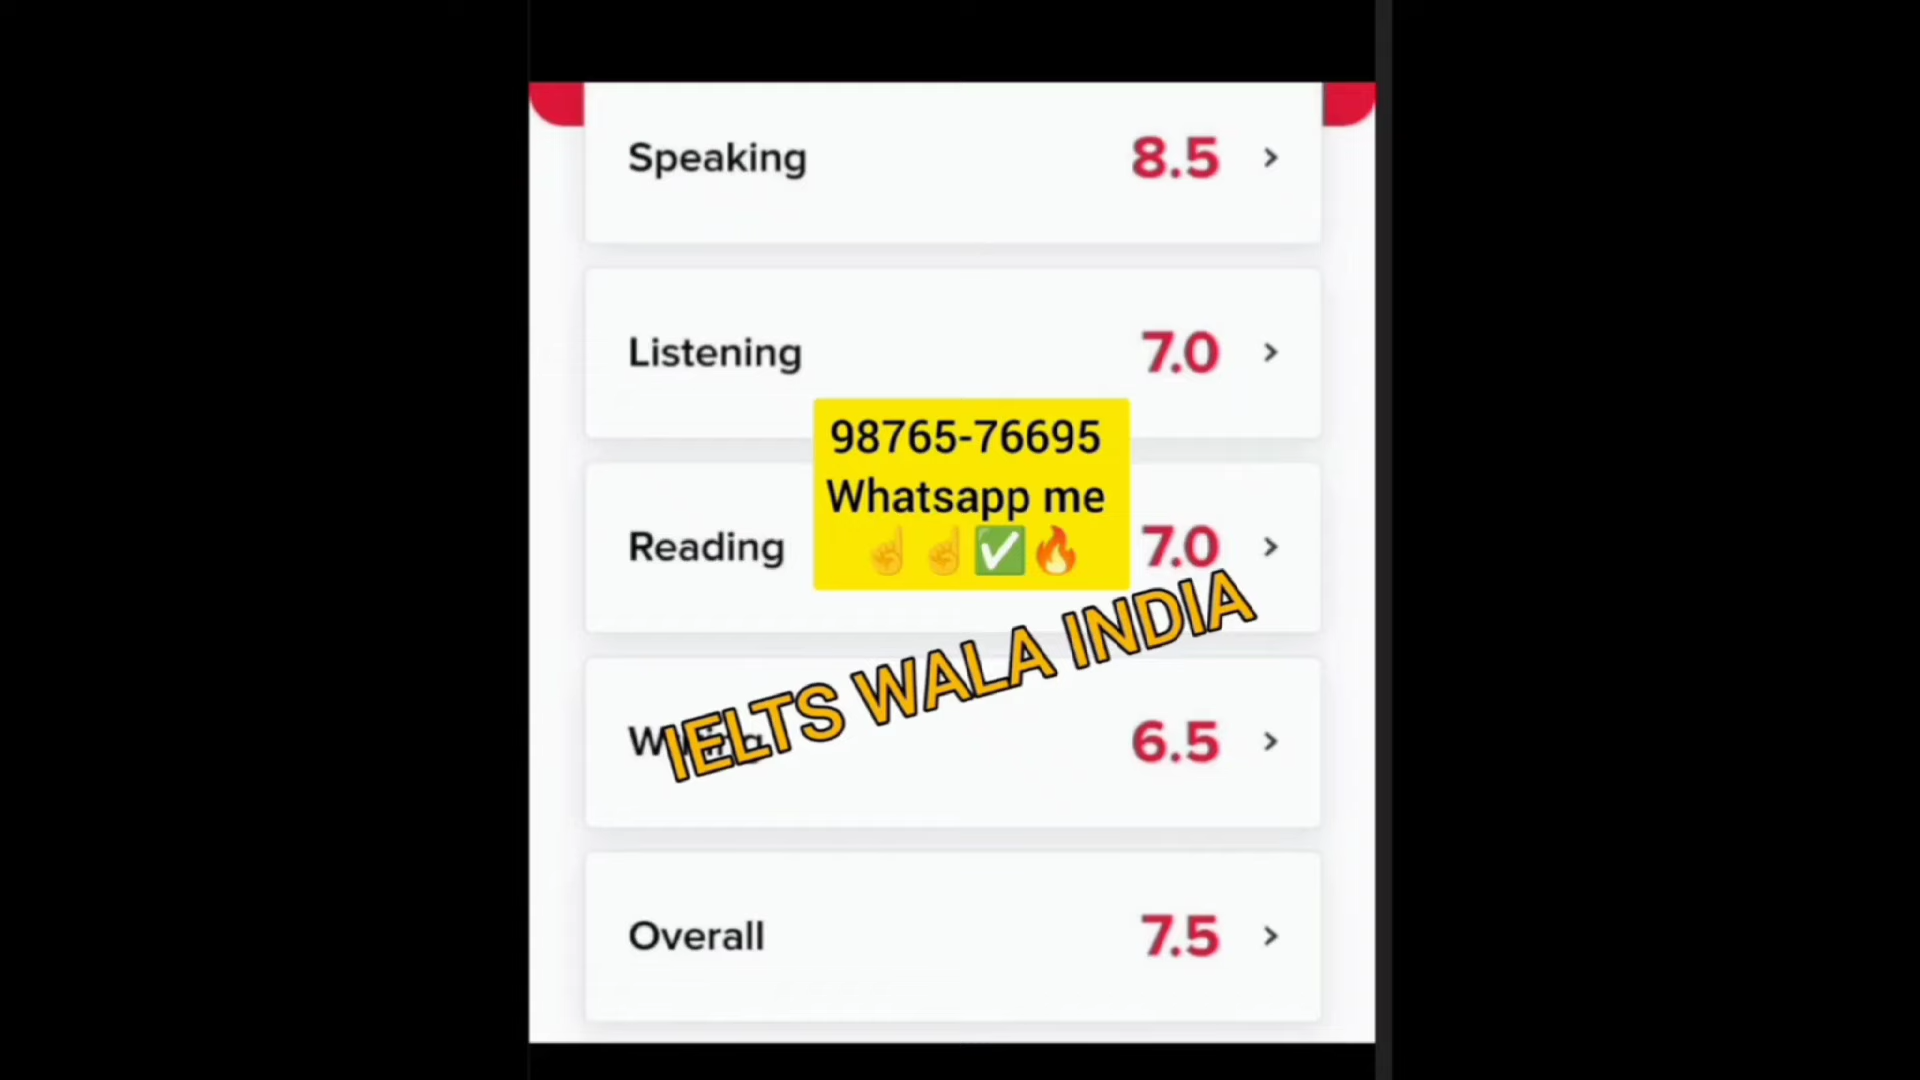 Speaking 8.5 >
Listening 7.0 >
98765-76695
Whatsapp me
☝☝✅🔥
Reading 7.0 >
IELTS WALA INDIA
6.5 >
Overall 7.5 >